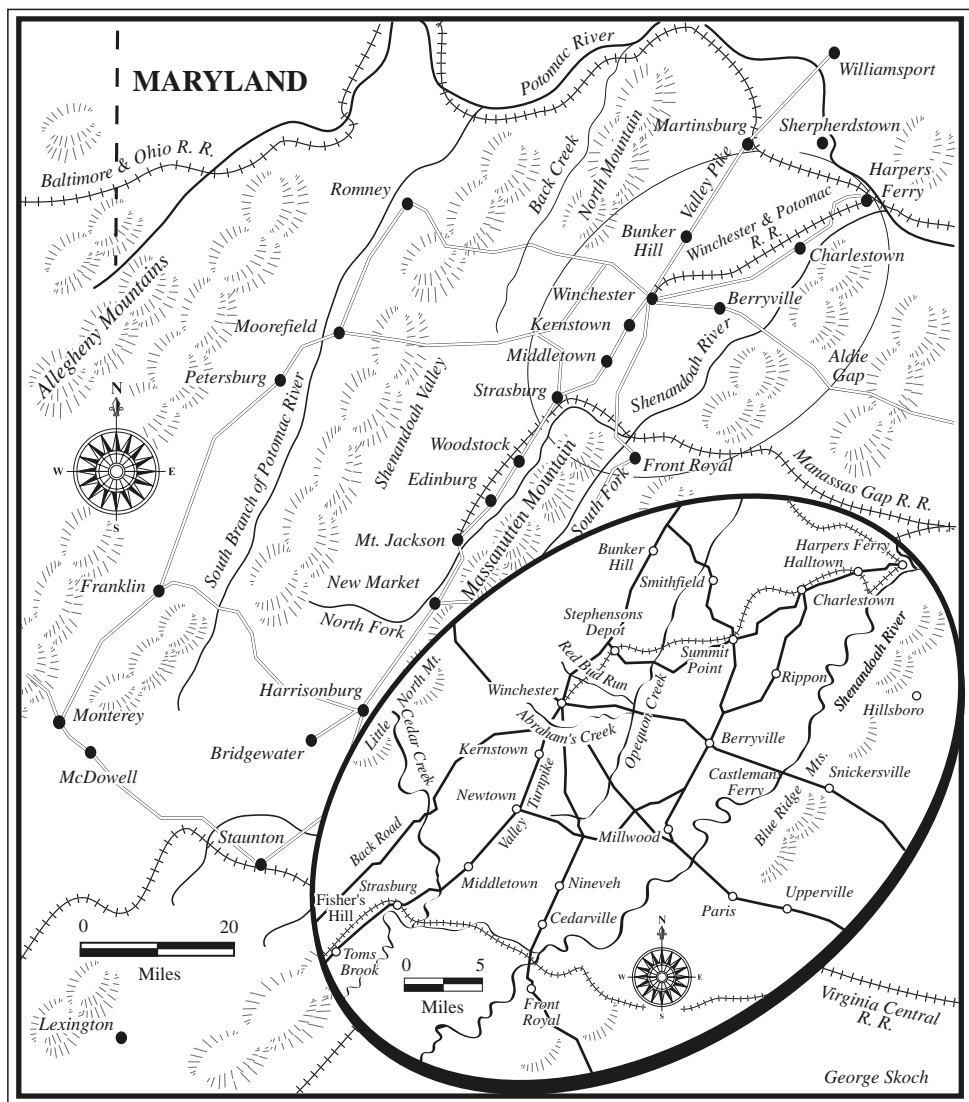 MARYLAND
Potomac River
Williamsport
Martinsburg
Sherpherdstown
Baltimore & Ohio R. R.
Back Creek
North Mountain
Valley Pike
Harpers
Ferry
Romney
Bunker
Hill
Winchester & Potomac
R. R.
Charlestown
Allegheny Mountains
Winchester
Berryville
Moorefield
Kernstown
Middletown
Shenandoah River
Aldie
Gap
Petersburg
Strasburg
N
W
E
S
South Branch of Potomac River
Shenandoah Valley
Woodstock
Edinburg
Massanutten Mountain
Front Royal
South Fork
Manassas Gap R. R.
Mt. Jackson
Franklin
New Market
North Fork
Harrisonburg
Monterey
Bridgewater
McDowell
Staunton
0
20
Miles
Lexington
Virginia Central
R. R.
George Skoch
Bunker
Hill
Smithfield
Harpers Ferry
Halltown
Charlestown
Stephensons
Depot
Red Bud Run
Summit
Point
Shenandoah River
Rippon
Hillsboro
Little North Mt.
Cedar Creek
Winchester
Abraham's Creek
Opequon Creek
Berryville
Kernstown
Castlemans
Ferry
Snickersville
Newtown
Valley Turnpike
Blue Ridge Mts.
Back Road
Millwood
Middletown
Nineveh
Paris
Upperville
Strasburg
Fisher's
Hill
Cedarville
Toms
Brook
0
5
Miles
Front
Royal
N
W
E
S